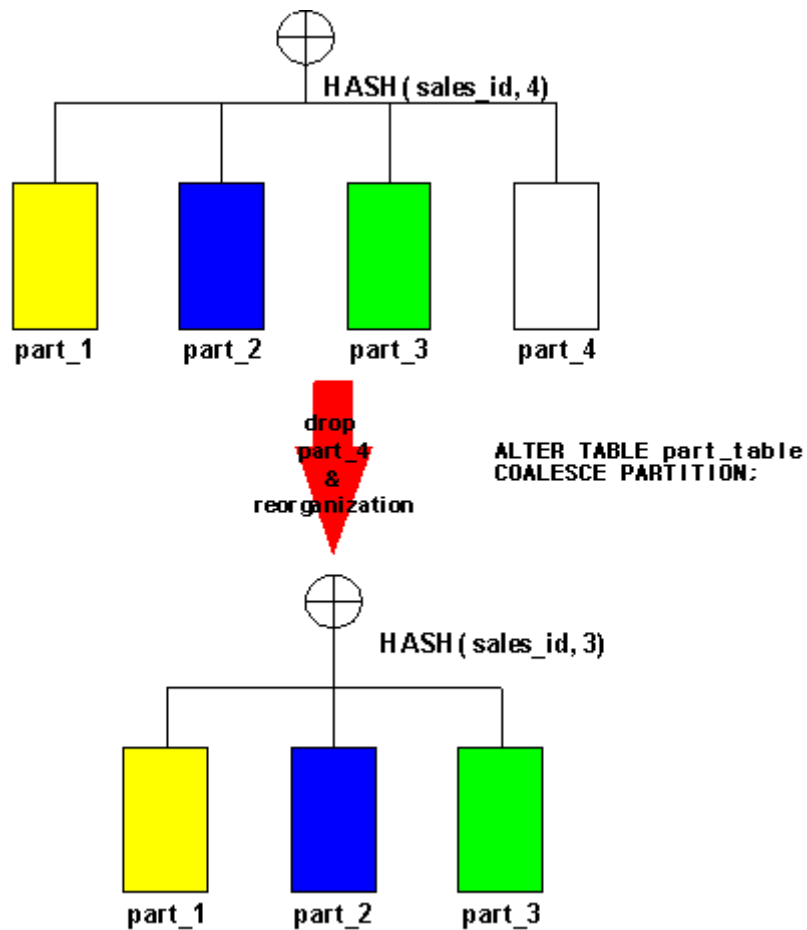 HASH( sales_id, 4)
part_1 part_2 part_3 part_4
drop
part_4
&
reorganization
ALTER TABLE part_table
COALESCE PARTITION;
HASH( sales_id, 3)
part_1 part_2 part_3